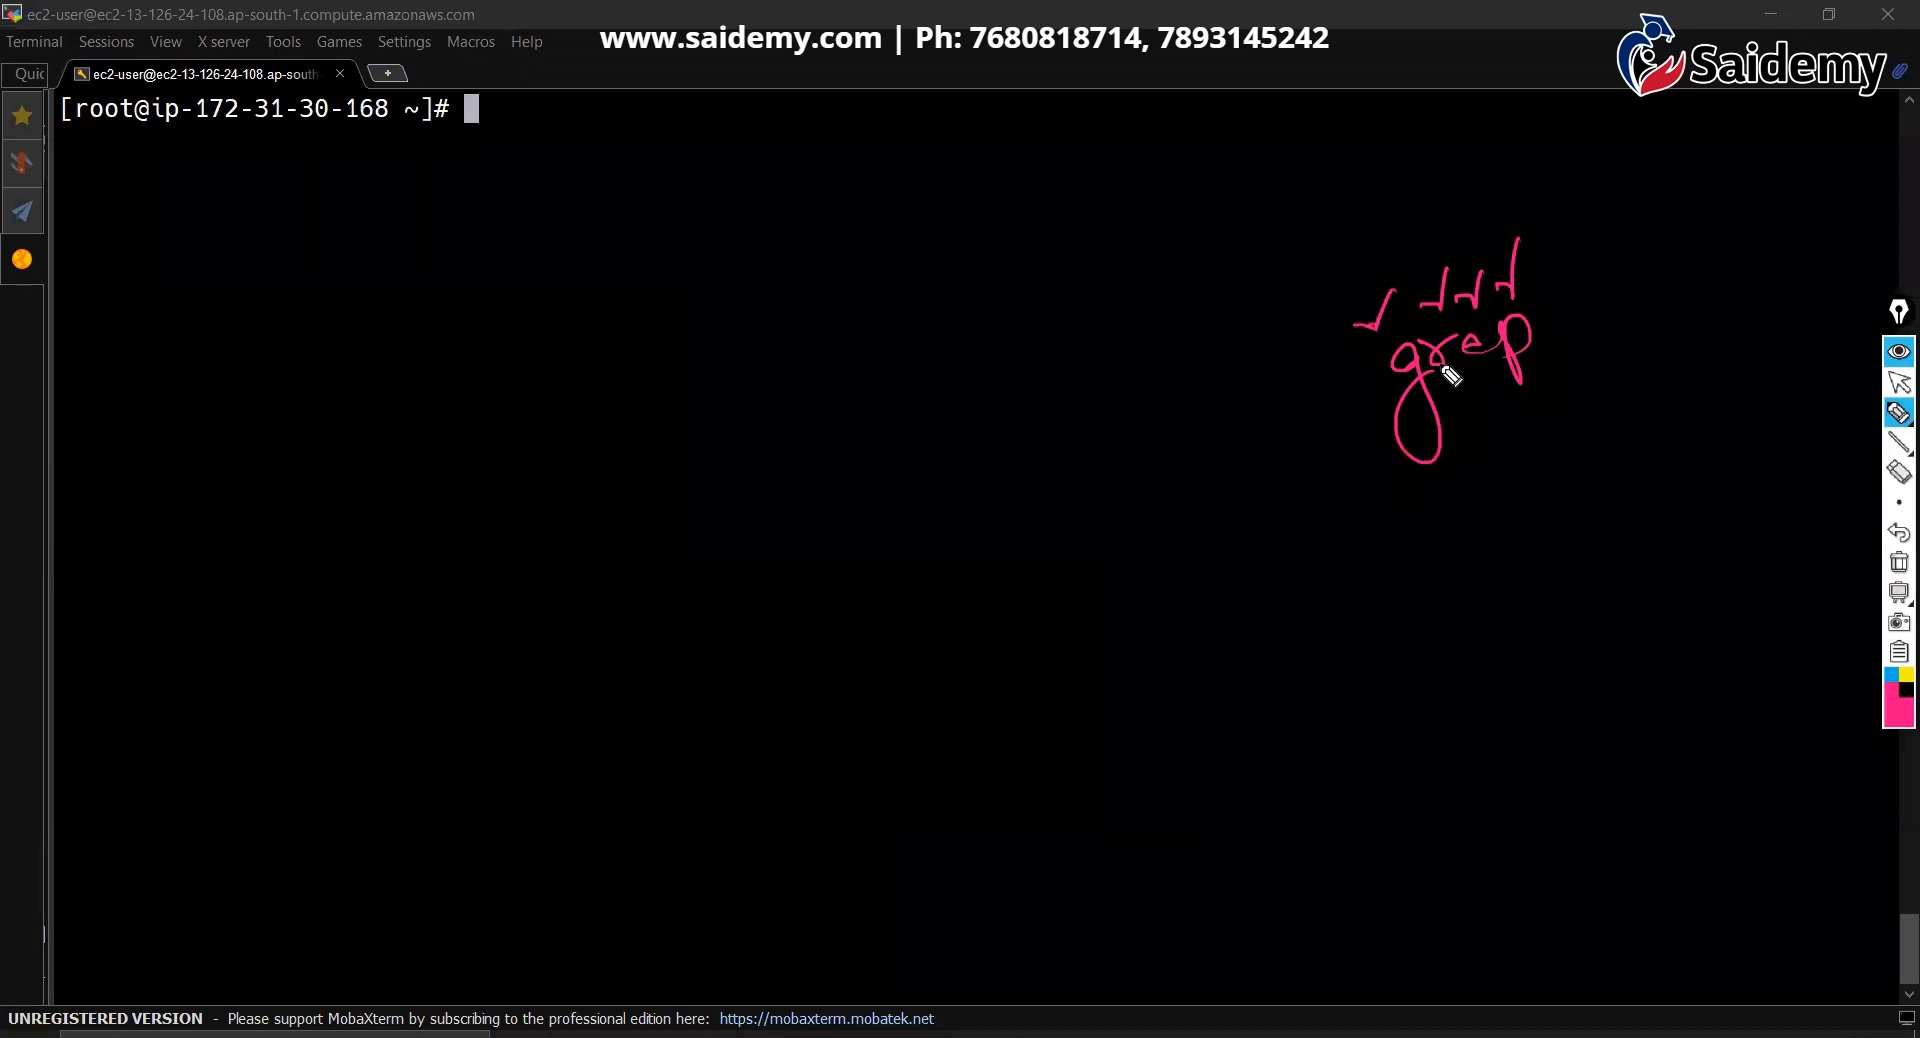 ec2-user@ec2-13-126-24-108.ap-south-1.compute.amazonaws.com
Terminal Sessions View X server Tools Games Settings Macros Help
www.saidemy.com | Ph: 7680818714, 7893145242
Saidemy
Quic
ec2-user@ec2-13-126-24-108.ap-south
[root@ip-172-31-30-168 ~]#
grep
UNREGISTERED VERSION - Please support MobaXterm by subscribing to the professional edition here: https://mobaxterm.mobatek.net